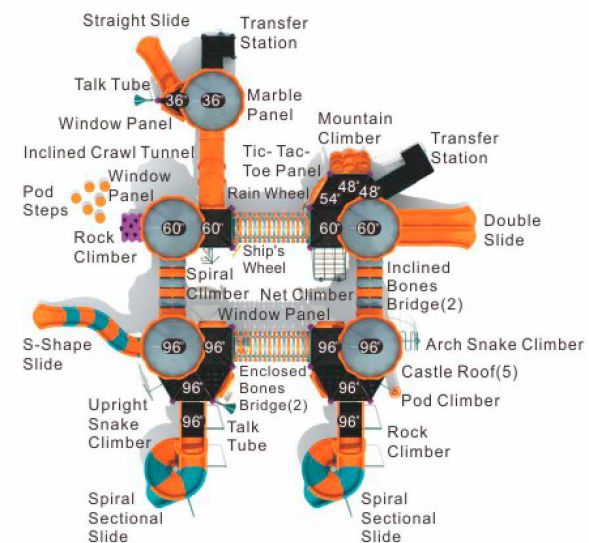 Straight Slide
Transfer
Station
Talk Tube
36"
36"
Marble
Panel
Window Panel
Mountain
Climber
Transfer
Station
Inclined Crawl Tunnel
Tic- Tac-
Toe Panel
Window
Panel
Pod
Steps
Rain Wheel
54"
48"
48"
Rock
Climber
60"
60"
60"
60"
Double
Slide
Ship's
Wheel
Spiral
Climber
Net Climber
Inclined
Bones
Bridge(2)
Window Panel
S-Shape
Slide
96"
96"
96"
96"
Arch Snake Climber
Enclosed
Bones
Bridge(2)
Castle Roof(5)
Pod Climber
96"
96"
Upright
Snake
Climber
96"
96"
Talk
Tube
Rock
Climber
Spiral
Sectional
Slide
Spiral
Sectional
Slide